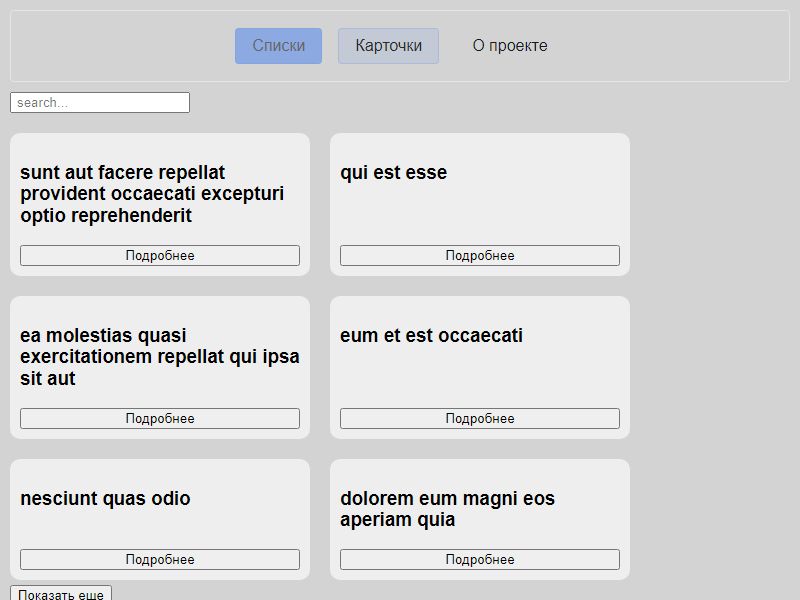 Списки Карточки О проекте
search...
sunt aut facere repellat
provident occaecati excepturi
optio reprehenderit
Подробнее
qui est esse
Подробнее
ea molestias quasi
exercitationem repellat qui ipsa
sit aut
Подробнее
eum et est occaecati
Подробнее
nesciunt quas odio
Подробнее
dolorem eum magni eos
aperiam quia
Подробнее
Показать еще